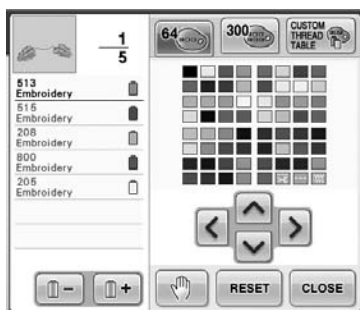 1
5
64
300
CUSTOM
THREAD
TABLE
513
Embroidery
515
Embroidery
208
Embroidery
800
Embroidery
205
Embroidery
RESET
CLOSE